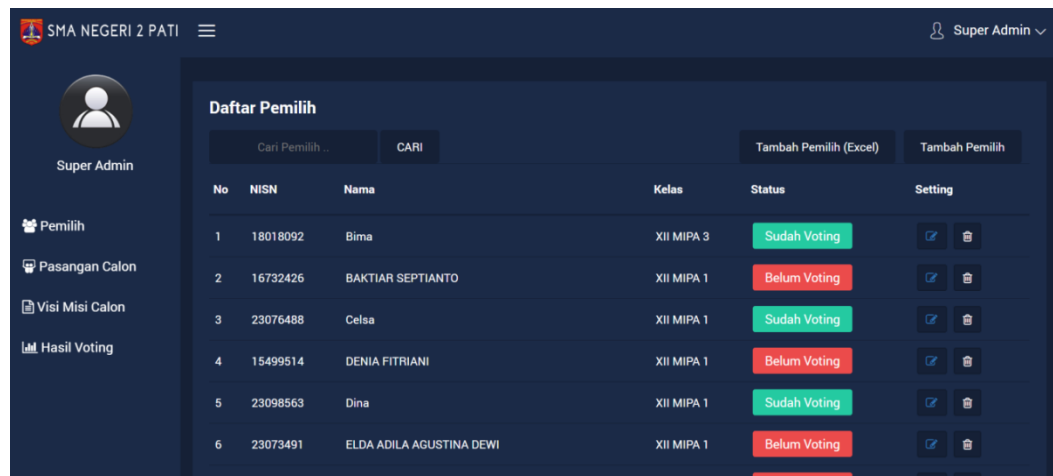 SMA NEGERI 2 PATI
Super Admin
Super Admin
Pemilih
Pasangan Calon
Visi Misi Calon
Hasil Voting
Daftar Pemilih
Cari Pemilih .. CARI Tambah Pemilih (Excel) Tambah Pemilih
No NISN Nama Kelas Status Setting
1 18018092 Bima XII MIPA 3 Sudah Voting
2 16732426 BAKTIAR SEPTIANTO XII MIPA 1 Belum Voting
3 23076488 Celsa XII MIPA 1 Sudah Voting
4 15499514 DENIA FITRIANI XII MIPA 1 Belum Voting
5 23098563 Dina XII MIPA 1 Sudah Voting
6 23073491 ELDA ADILA AGUSTINA DEWI XII MIPA 1 Belum Voting